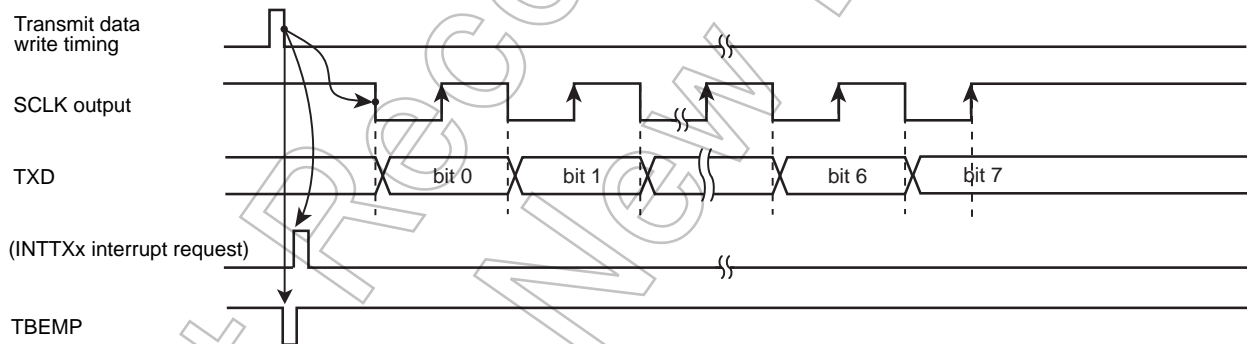 Transmit data
write timing
SCLK output
TXD
bit 0
bit 1
bit 6
bit 7
(INTTXx interrupt request)
TBEMP